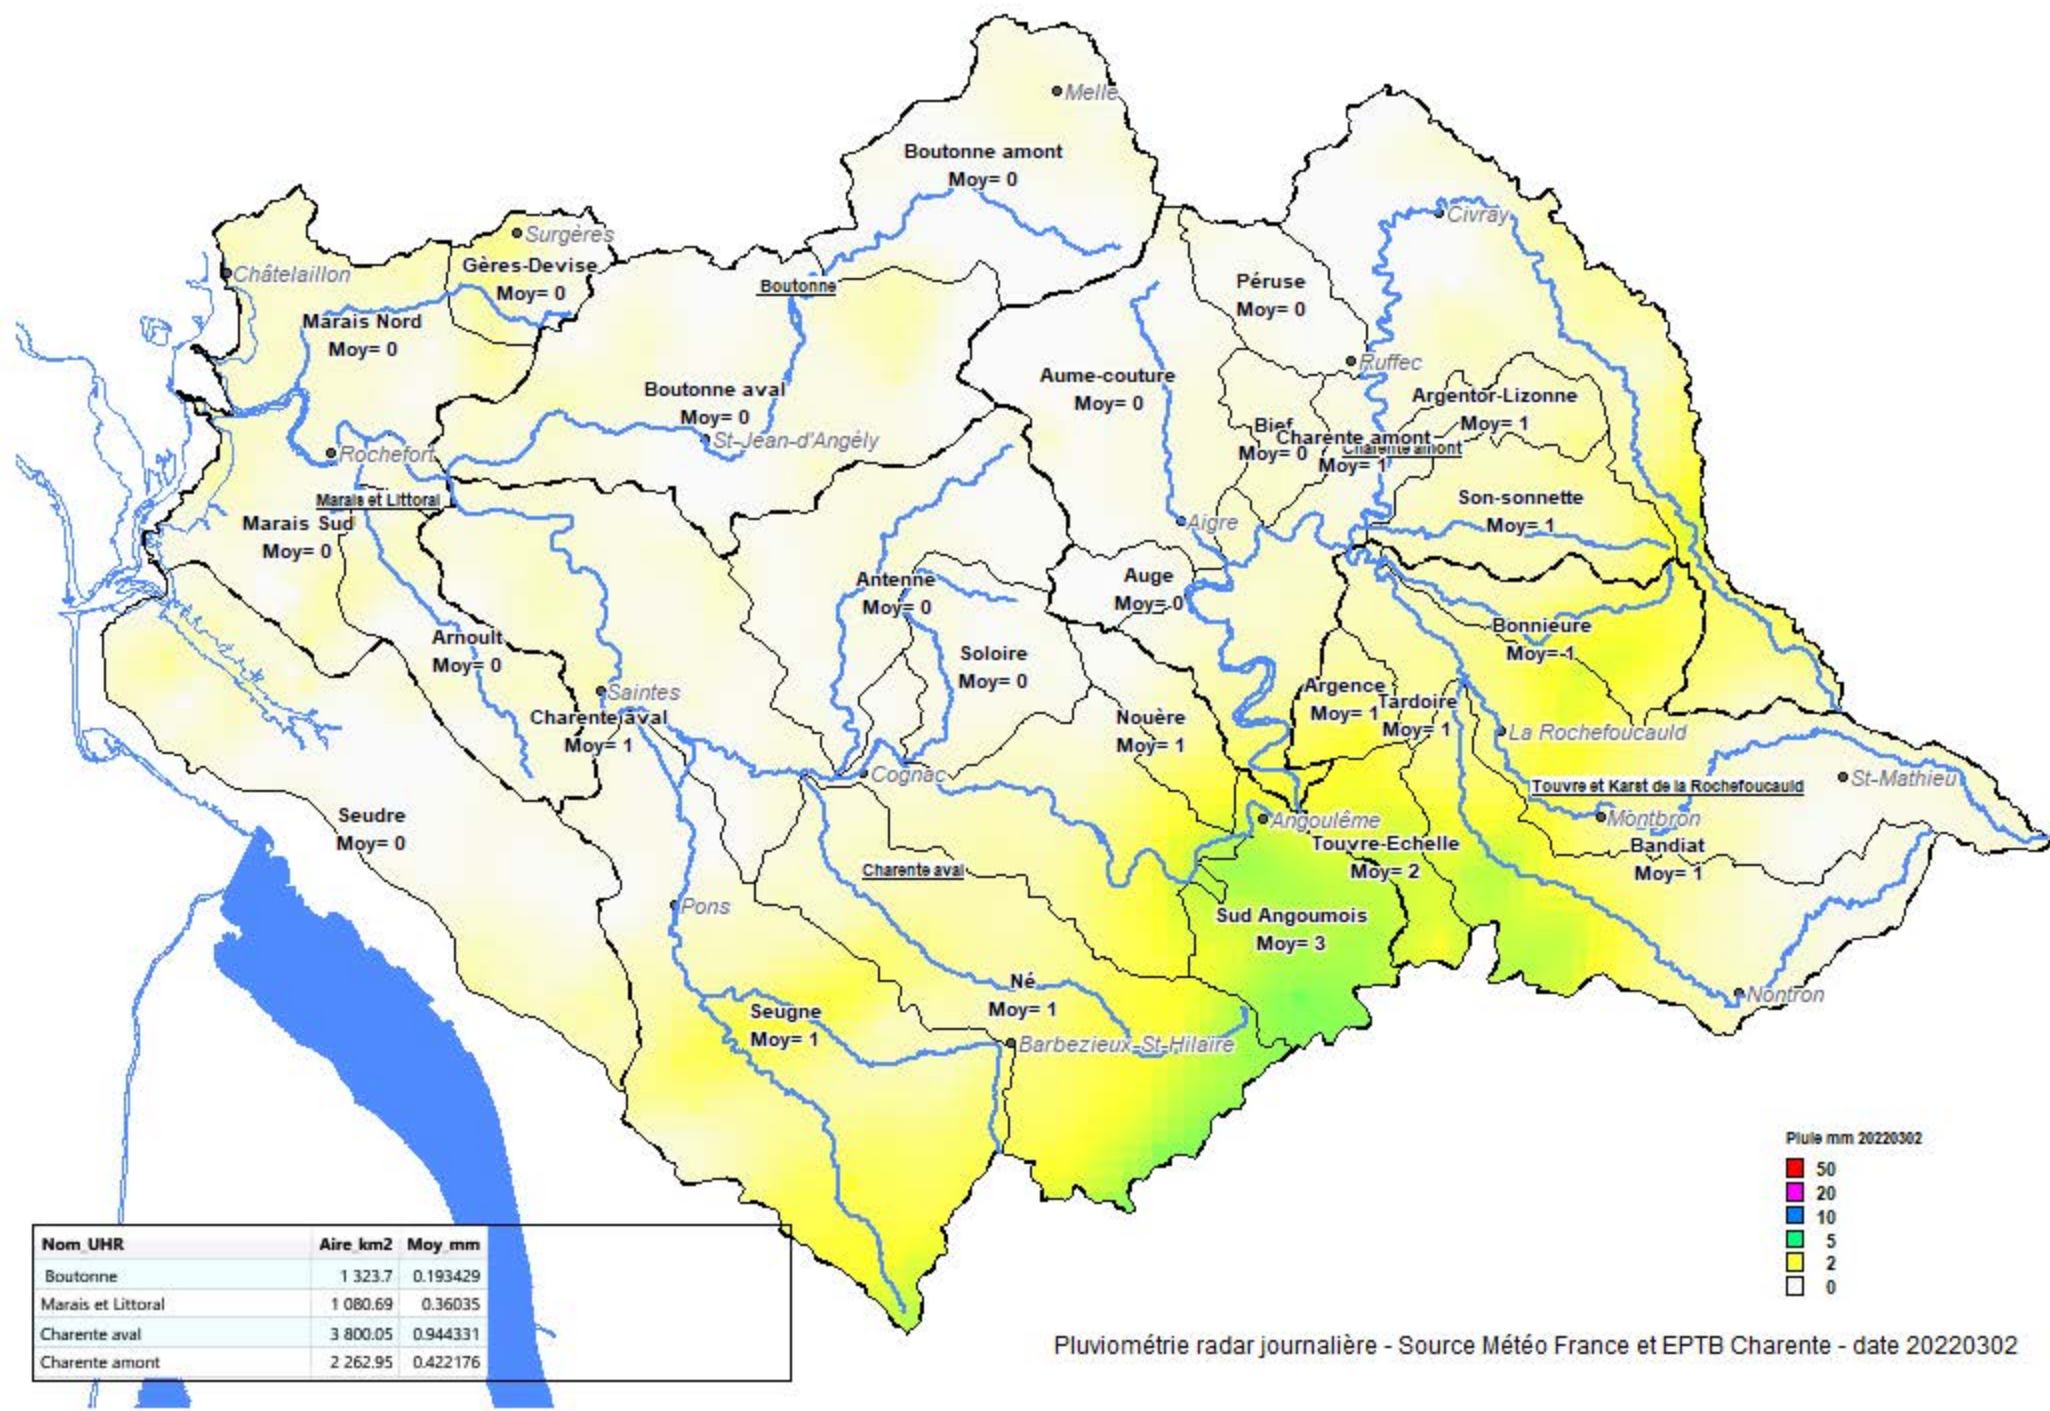 Melle
Boutonne amont
Moy= 0
Civray
Surgères
Châtelaillon
Gères-Devise
Moy= 0
Boutonne
Péruse
Moy= 0
Marais Nord
Moy= 0
Ruffec
Aume-couture
Moy= 0
Boutonne aval
Moy= 0
Argentor-Lizonne
Moy= 1
St-Jean-d'Angély
Bief
Moy= 0
Charente amont
Moy= 1
Charente amont
Rochefort
Marais et Littoral
Son-sonnette
Moy= 1
Marais Sud
Moy= 0
Aigre
Antenne
Moy= 0
Auge
Moy= 0
Arnoult
Moy= 0
Bonnieure
Moy= 1
Soloire
Moy= 0
Saintes
Charente aval
Moy= 1
Argence
Moy= 1
Tardoire
Moy= 1
Nouère
Moy= 1
La Rochefoucauld
Cognac
Touvre et Karst de la Rochefoucauld
St-Mathieu
Seudre
Moy= 0
Angoulême
Montbron
Touvre-Echelle
Moy= 2
Bandiat
Moy= 1
Charente aval
Pons
Sud Angoumois
Moy= 3
Né
Moy= 1
Nontron
Seugne
Moy= 1
Barbezieux-St-Hilaire
Pluie mm 20220302
50
20
10
5
2
0
Nom_UHR Aire_km2 Moy_mm
Boutonne 1 323.7 0.193429
Marais et Littoral 1 080.69 0.36035
Charente aval 3 800.05 0.944331
Charente amont 2 262.95 0.422176
Pluviométrie radar journalière - Source Météo France et EPTB Charente - date 20220302